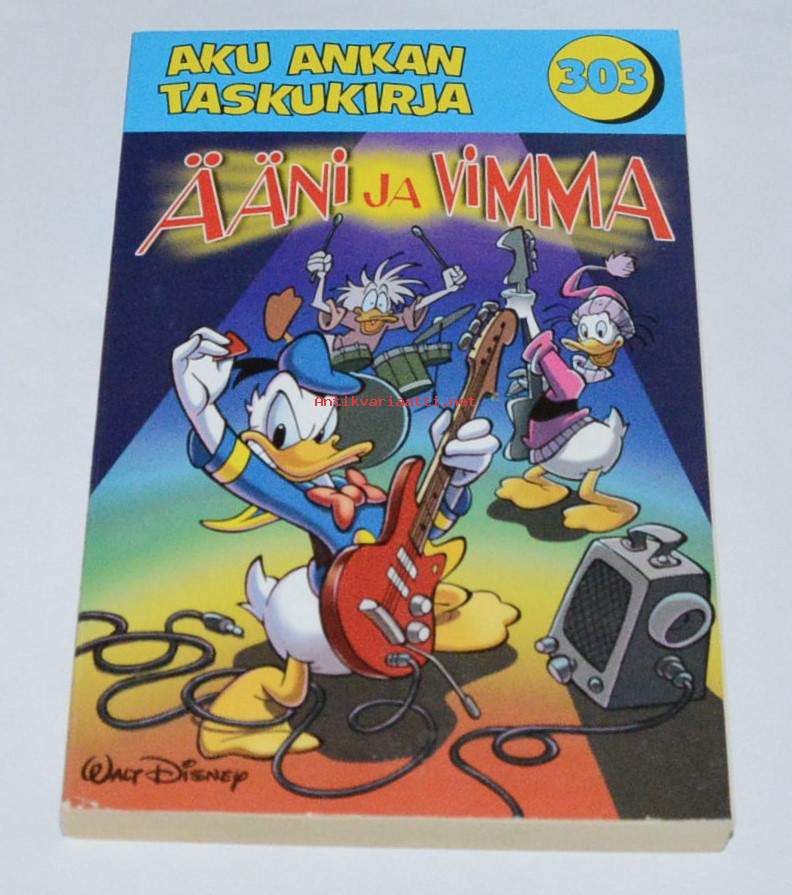 AKU ANKAN
TASKUKIRJA
303
ÄÄNI JA VIMMA
Antikvariaatti.net
WALT DISNEY